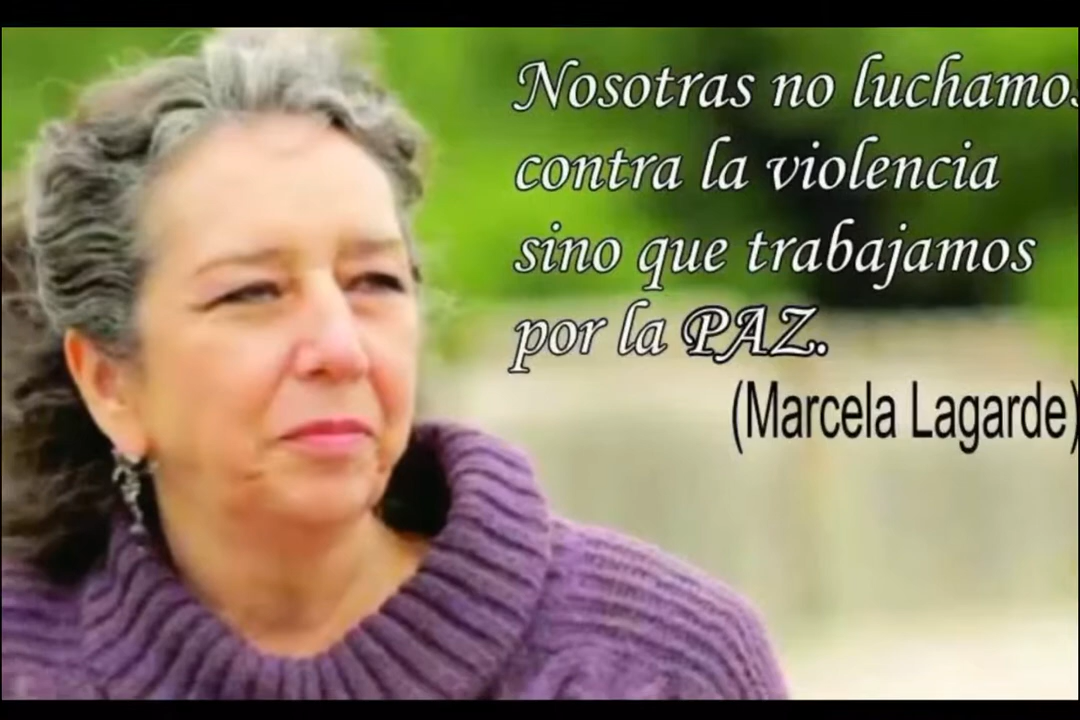 Nosotras no luchamos
contra la violencia
sino que trabajamos
por la PAZ.
(Marcela Lagarde)